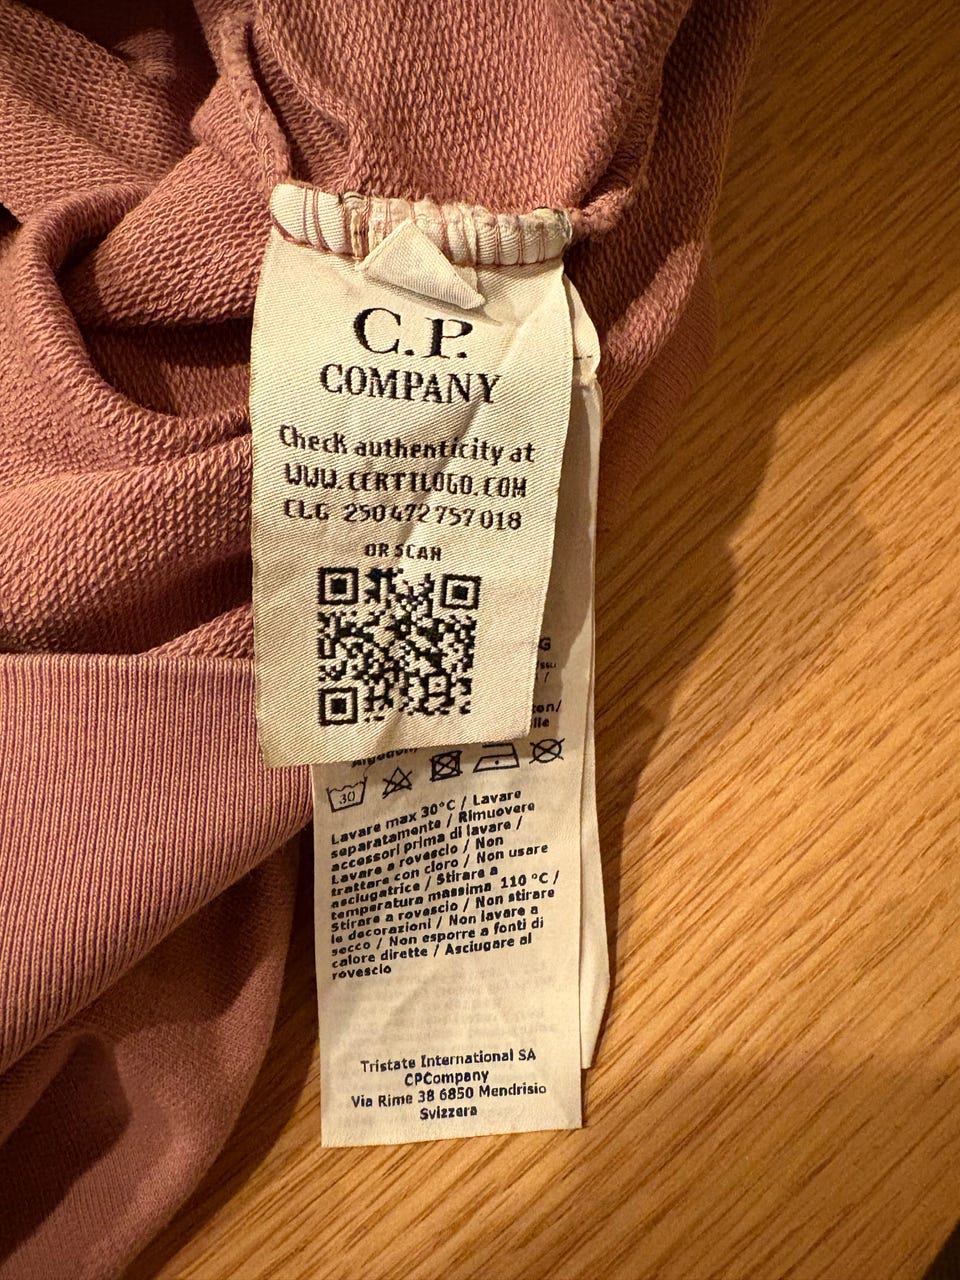 C.P.
COMPANY
Check authenticity at
WWW.CERTILOGO.COM
CLG 250472757018
OR SCAN
30
Lavare max 30°C / Lavare
separatamente / Rimuovere
accessori prima di lavare /
Lavare a rovescio / Non
trattare con cloro / Non usare
asciugatrice / Stirare a
temperatura massima 110 °C /
Stirare a rovescio / Non stirare
le decorazioni / Non lavare a
secco / Non esporre a fonti di
calore dirette / Asciugare al
rovescio
Tristate International SA
CPCompany
Via Rime 38 6850 Mendrisio
Svizzera